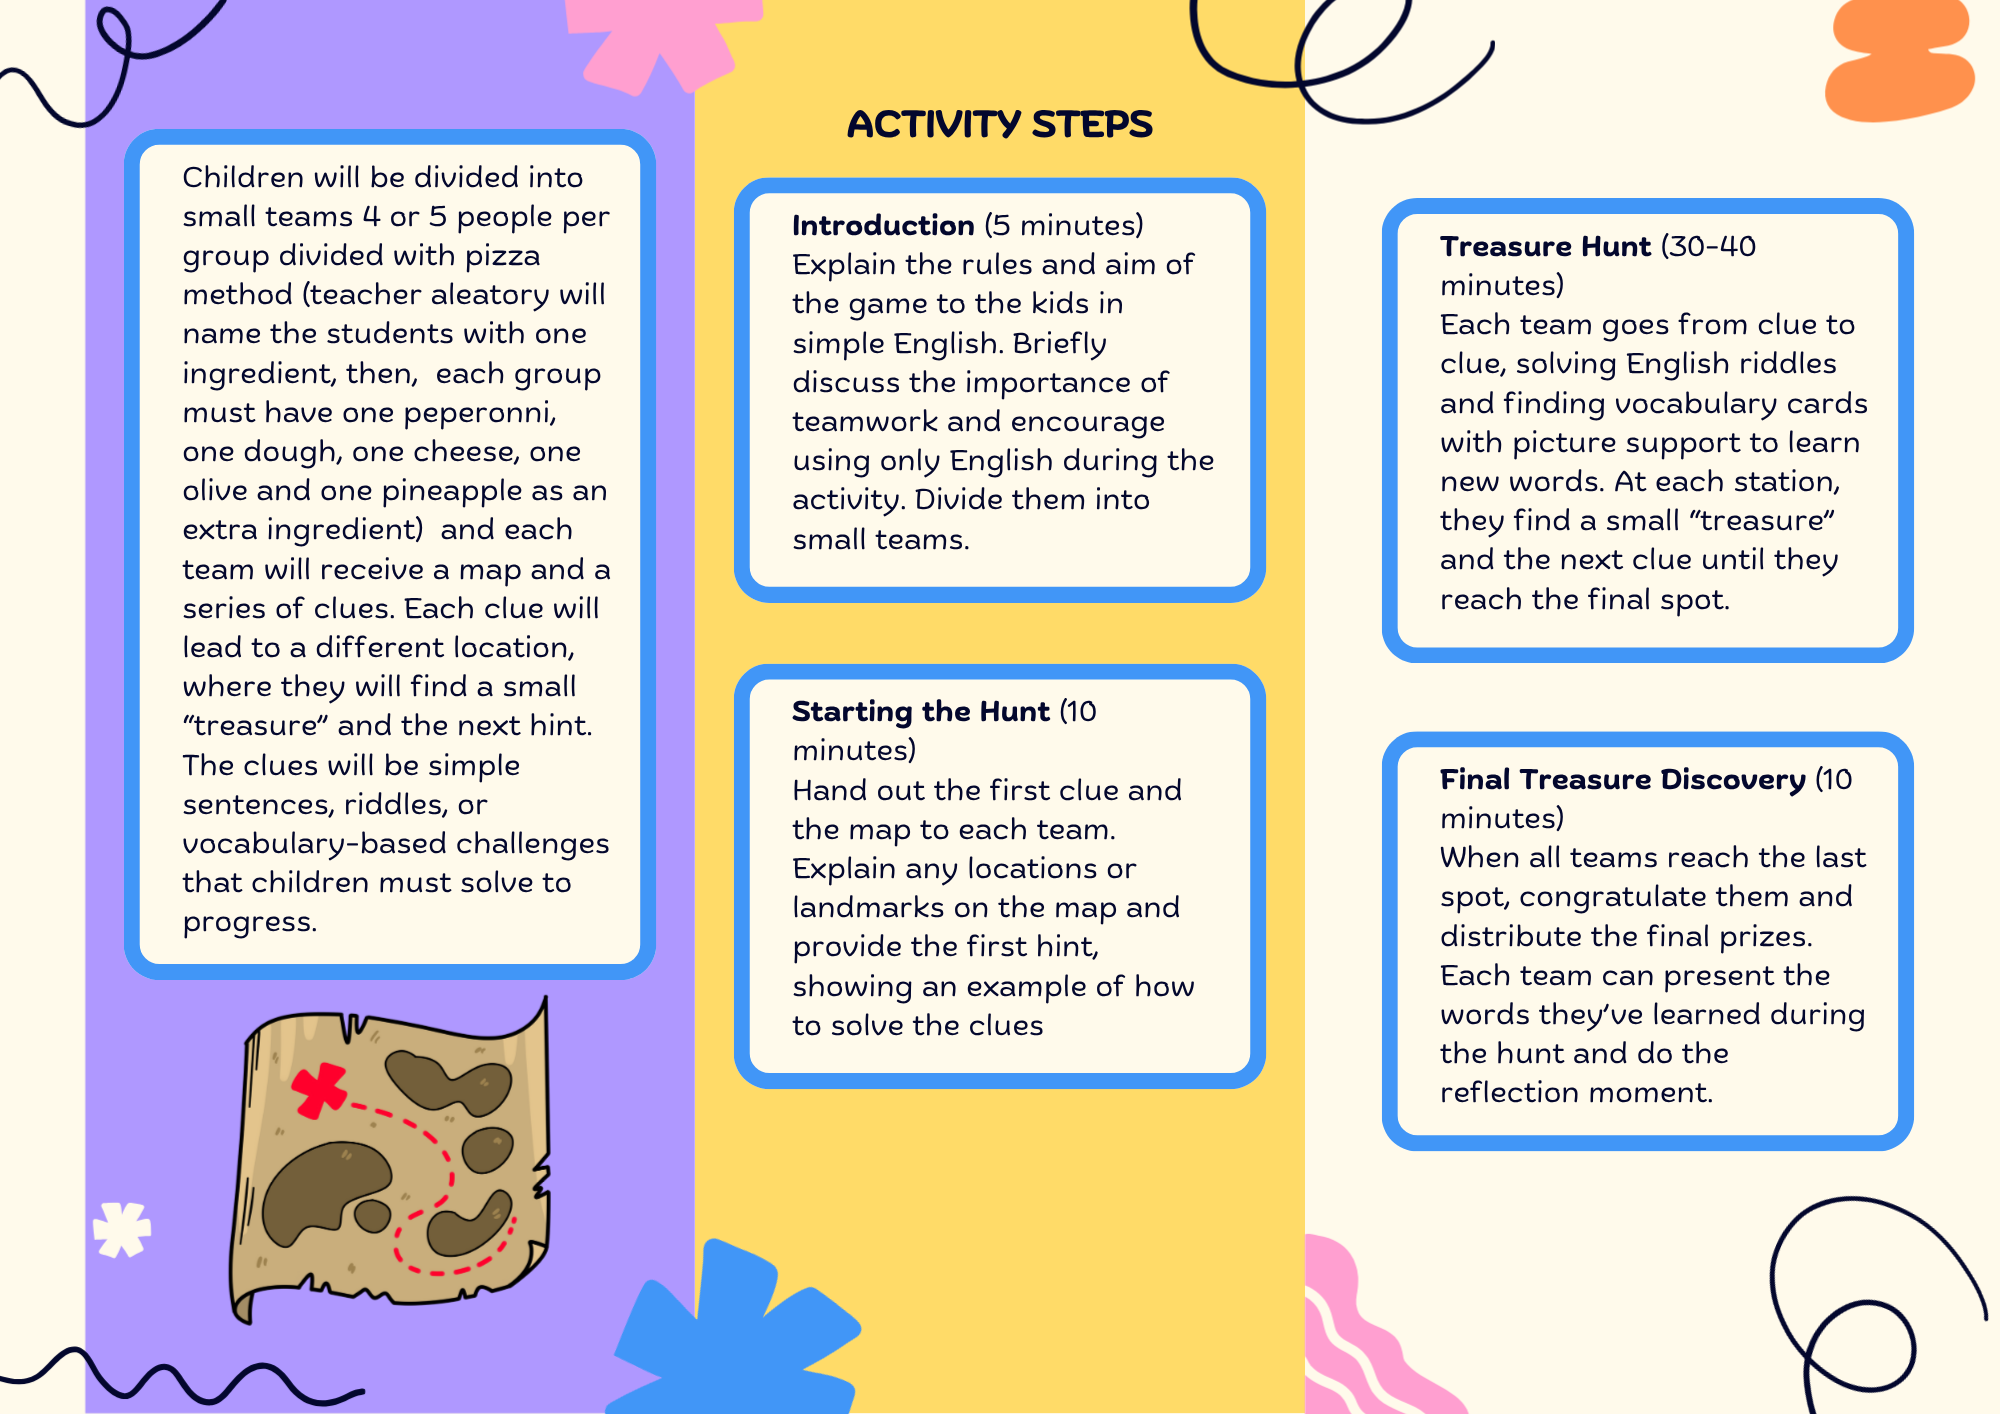 Children will be divided into
small teams 4 or 5 people per
group divided with pizza
method (teacher aleatory will
name the students with one
ingredient, then,  each group
must have one peperonni,
one dough, one cheese, one
olive and one pineapple as an
extra ingredient)  and each
team will receive a map and a
series of clues. Each clue will
lead to a different location,
where they will find a small
“treasure” and the next hint.
The clues will be simple
sentences, riddles, or
vocabulary-based challenges
that children must solve to
progress.
ACTIVITY STEPS
Introduction (5 minutes)
Explain the rules and aim of
the game to the kids in
simple English. Briefly
discuss the importance of
teamwork and encourage
using only English during the
activity. Divide them into
small teams.
Starting the Hunt (10
minutes)
Hand out the first clue and
the map to each team.
Explain any locations or
landmarks on the map and
provide the first hint,
showing an example of how
to solve the clues
Treasure Hunt (30-40
minutes)
Each team goes from clue to
clue, solving English riddles
and finding vocabulary cards
with picture support to learn
new words. At each station,
they find a small “treasure”
and the next clue until they
reach the final spot.
Final Treasure Discovery (10
minutes)
When all teams reach the last
spot, congratulate them and
distribute the final prizes.
Each team can present the
words they’ve learned during
the hunt and do the
reflection moment.